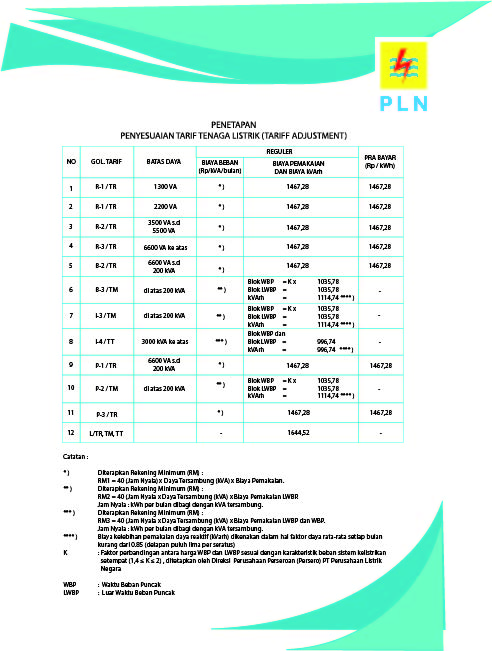 PLN
PENETAPAN
PENYESUAIAN TARIF TENAGA LISTRIK (TARIFF ADJUSTMENT)
NO GOL.TARIF BATAS DAYA REGULER PRA BAYAR (Rp / kWh)
BIAYA BEBAN (Rp/kVA/bulan) BIAYA PEMAKAIAN DAN BIAYA kVArh
1 R-1 / TR 1300 VA *) 1467,28 1467,28
2 R-1 / TR 2200 VA *) 1467,28 1467,28
3 R-2 / TR 3500 VA s.d 5500 VA *) 1467,28 1467,28
4 R-3 / TR 6600 VA ke atas *) 1467,28 1467,28
5 B-2 / TR 6600 VA s.d 200 kVA *) 1467,28 1467,28
6 B-3 / TM diatas 200 kVA **) Blok WBP = K x 1035,78 -
Blok LWBP = 1035,78
kVArh = 1114,74 ****)
7 I-3 / TM diatas 200 kVA **) Blok WBP = K x 1035,78 -
Blok LWBP = 1035,78
kVArh = 1114,74 ****)
8 I-4 / TT 3000 kVA ke atas ***) Blok WBP dan -
Blok LWBP = 996,74
kVArh = 996,74 ****)
9 P-1 / TR 6600 VA s.d 200 kVA *) 1467,28 1467,28
10 P-2 / TM diatas 200 kVA **) Blok WBP = K x 1035,78 -
Blok LWBP = 1035,78
kVArh = 1114,74 ****)
11 P-3 / TR *) 1467,28 1467,28
12 L/TR, TM, TT - 1644,52 -
Catatan :
*) Diterapkan Rekening Minimum (RM) :
RM1 = 40 (Jam Nyala) x Daya Tersambung (kVA) x Biaya Pemakaian.
**) Diterapkan Rekening Minimum (RM) :
RM2 = 40 (Jam Nyala x Daya Tersambung (kVA) x Biaya Pemakaian LWBP.
Jam Nyala : kWh per bulan dibagi dengan kVA tersambung.
***) Diterapkan Rekening Minimum (RM) :
RM3 = 40 (Jam Nyala x Daya Tersambung (kVA) x Biaya Pemakaian LWBP dan WBP.
Jam Nyala : kWh per bulan dibagi dengan kVA tersambung.
****) Biaya kelebihan pemakaian daya reaktif (kVarh) dikenakan dalam hal faktor daya rata-rata setiap bulan
kurang dari 0.85 (delapan puluh lima per seratus)
K : Faktor perbandingan antara harga WBP dan LWBP sesuai dengan karakteristik beban sistem kelistrikan
setempat (1,4 ≤ K ≤ 2) , ditetapkan oleh Direksi Perusahaan Perseroan (Persero) PT Perusahaan Listrik
Negara
WBP : Waktu Beban Puncak
LWBP : Luar Waktu Beban Puncak